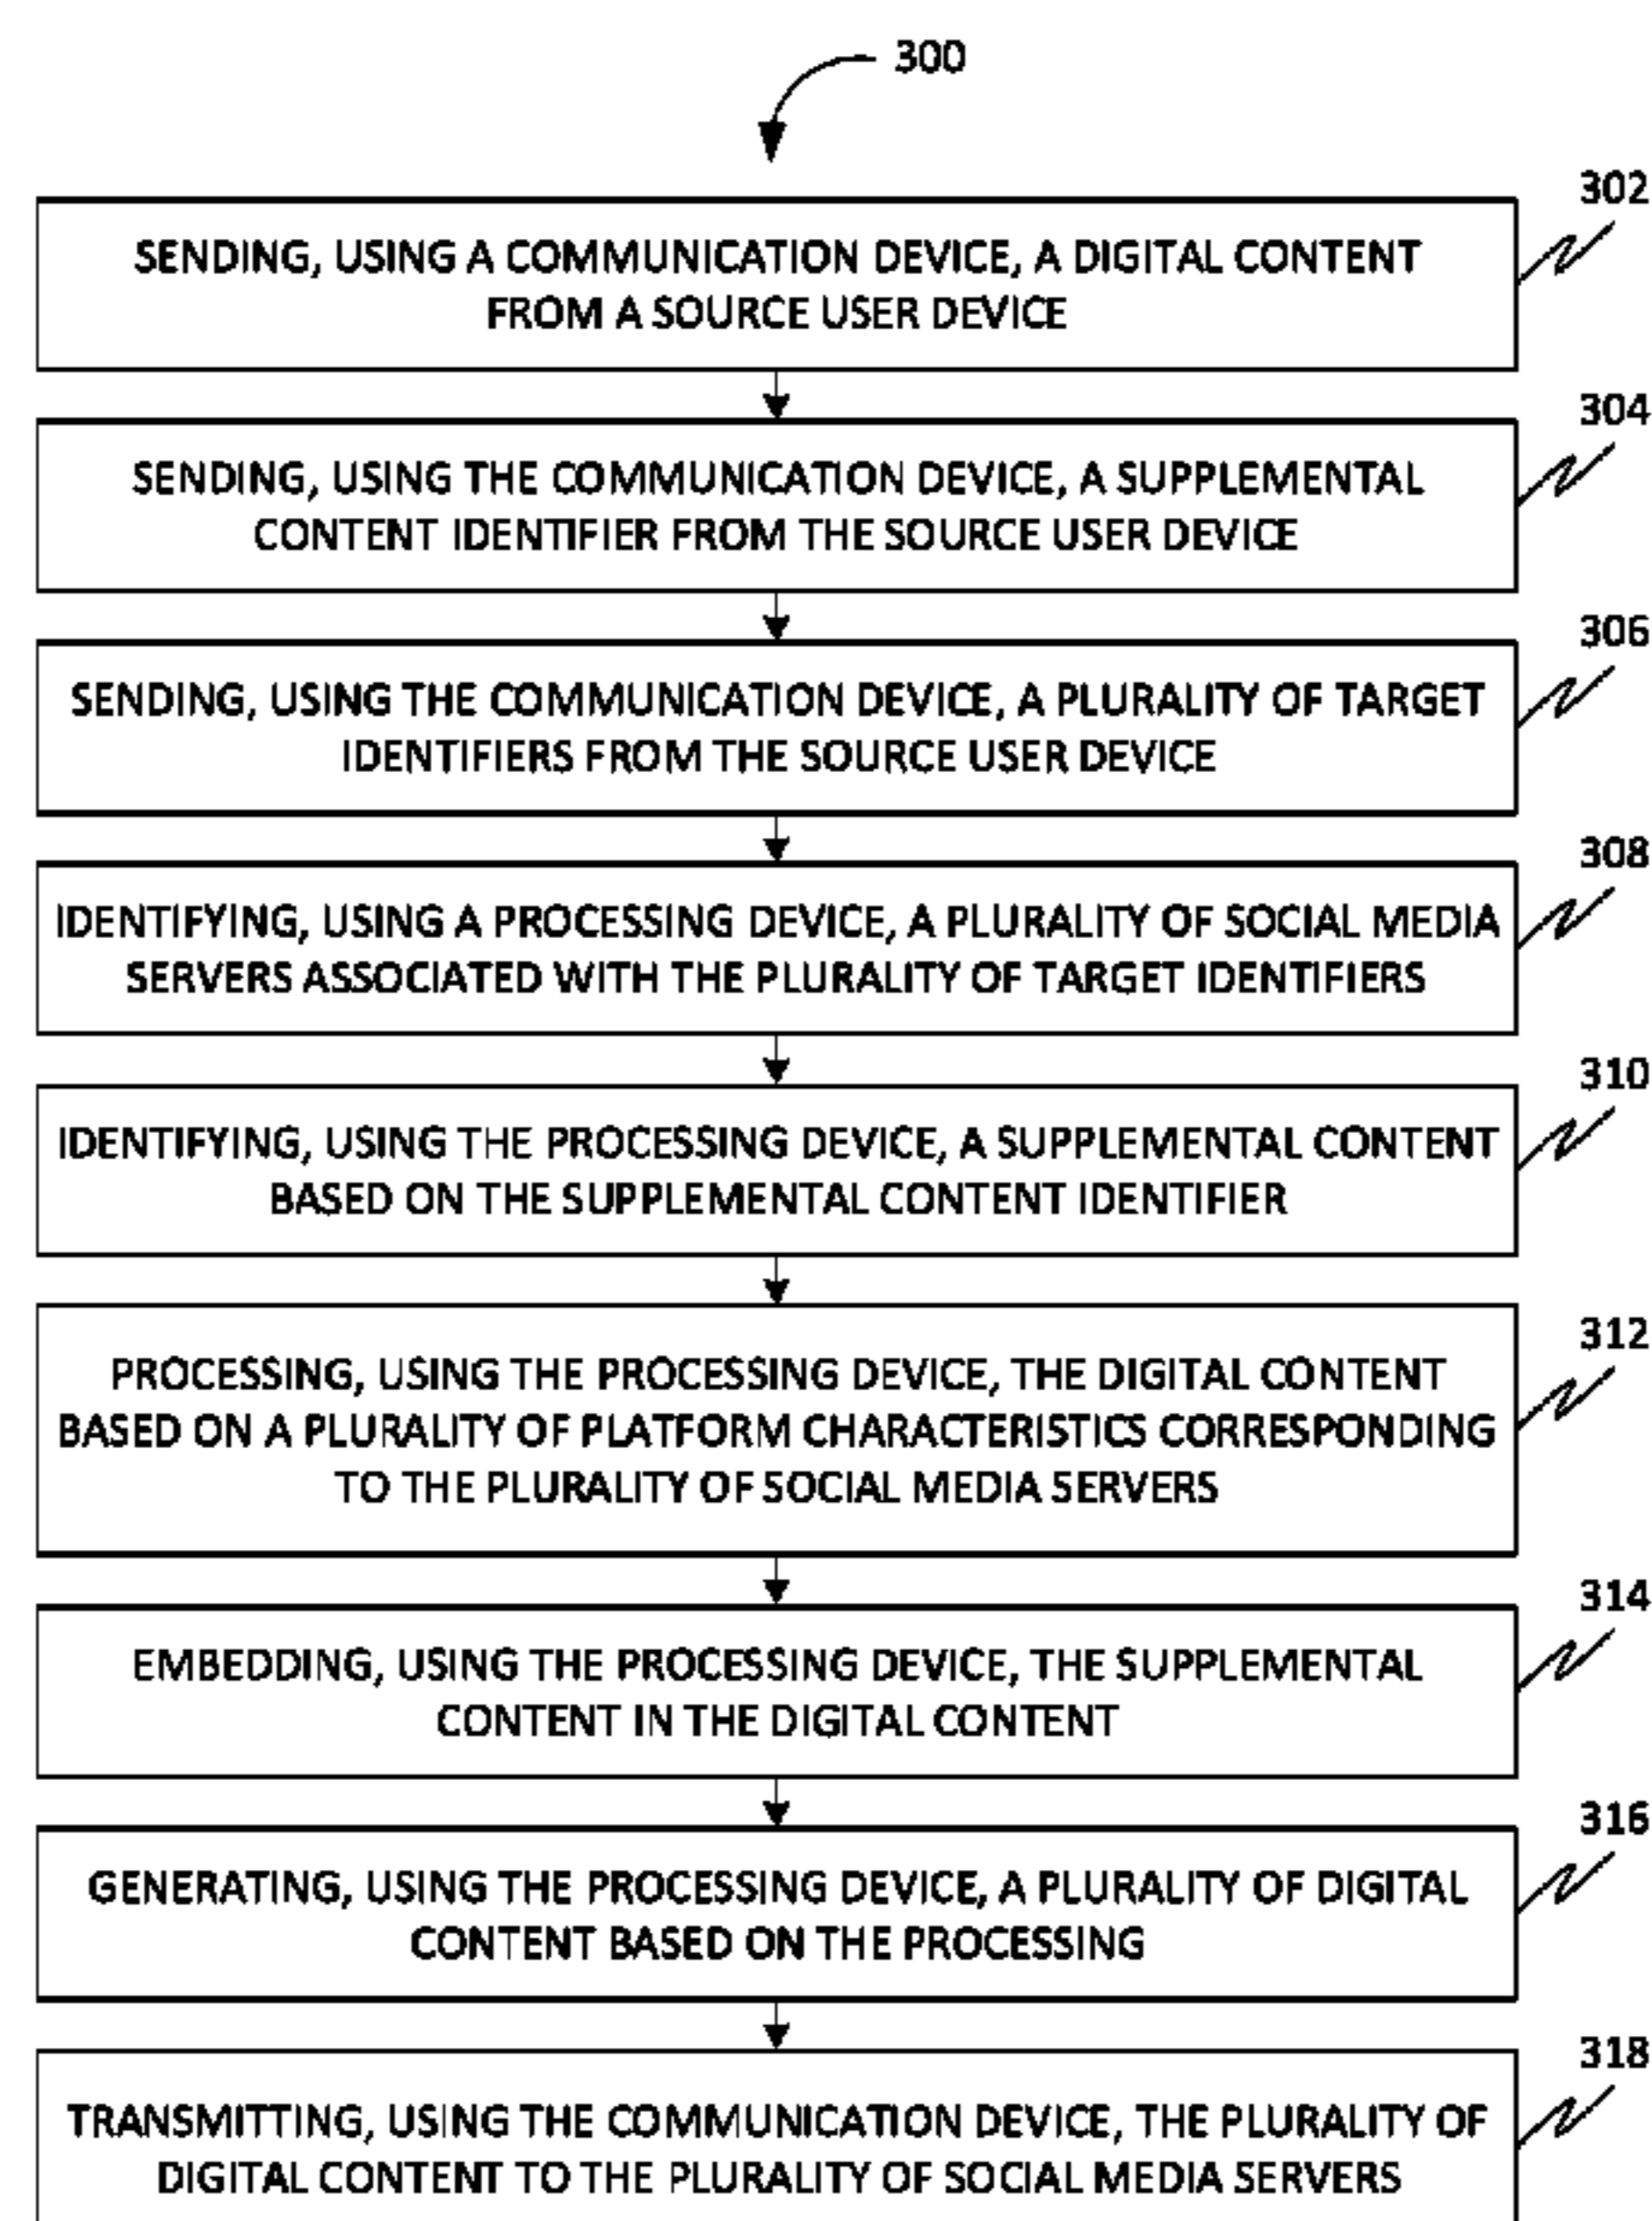 300
302
SENDING, USING A COMMUNICATION DEVICE, A DIGITAL CONTENT
FROM A SOURCE USER DEVICE
304
SENDING, USING THE COMMUNICATION DEVICE, A SUPPLEMENTAL
CONTENT IDENTIFIER FROM THE SOURCE USER DEVICE
306
SENDING, USING THE COMMUNICATION DEVICE, A PLURALITY OF TARGET
IDENTIFIERS FROM THE SOURCE USER DEVICE
308
IDENTIFYING, USING A PROCESSING DEVICE, A PLURALITY OF SOCIAL MEDIA
SERVERS ASSOCIATED WITH THE PLURALITY OF TARGET IDENTIFIERS
310
IDENTIFYING, USING THE PROCESSING DEVICE, A SUPPLEMENTAL CONTENT
BASED ON THE SUPPLEMENTAL CONTENT IDENTIFIER
312
PROCESSING, USING THE PROCESSING DEVICE, THE DIGITAL CONTENT
BASED ON A PLURALITY OF PLATFORM CHARACTERISTICS CORRESPONDING
TO THE PLURALITY OF SOCIAL MEDIA SERVERS
314
EMBEDDING, USING THE PROCESSING DEVICE, THE SUPPLEMENTAL
CONTENT IN THE DIGITAL CONTENT
316
GENERATING, USING THE PROCESSING DEVICE, A PLURALITY OF DIGITAL
CONTENT BASED ON THE PROCESSING
318
TRANSMITTING, USING THE COMMUNICATION DEVICE, THE PLURALITY OF
DIGITAL CONTENT TO THE PLURALITY OF SOCIAL MEDIA SERVERS